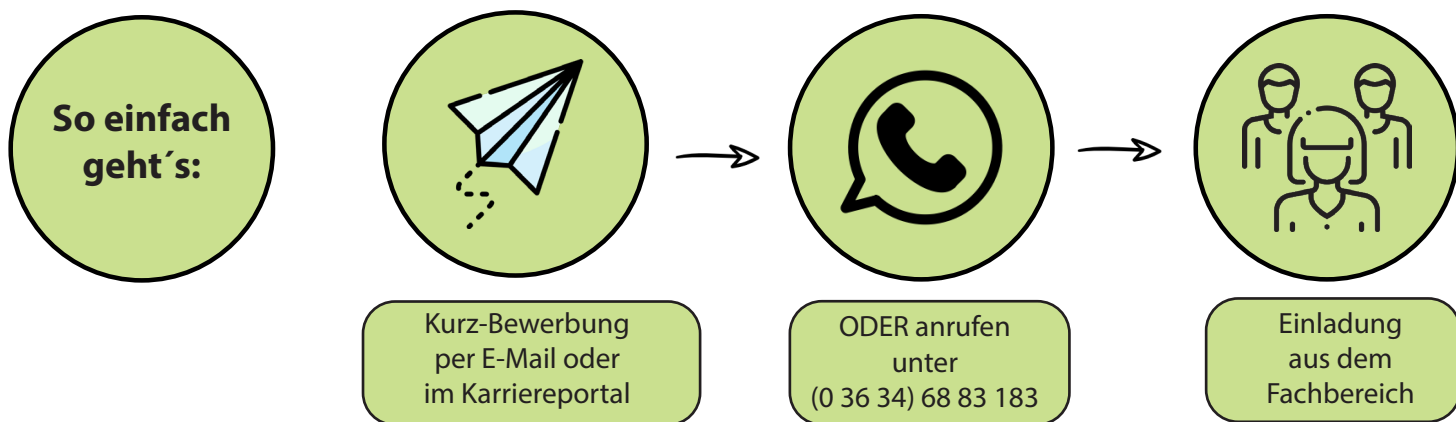 So einfach
geht´s:
Kurz-Bewerbung
per E-Mail oder
im Karriereportal
ODER anrufen
unter
(0 36 34) 68 83 183
Einladung
aus dem
Fachbereich